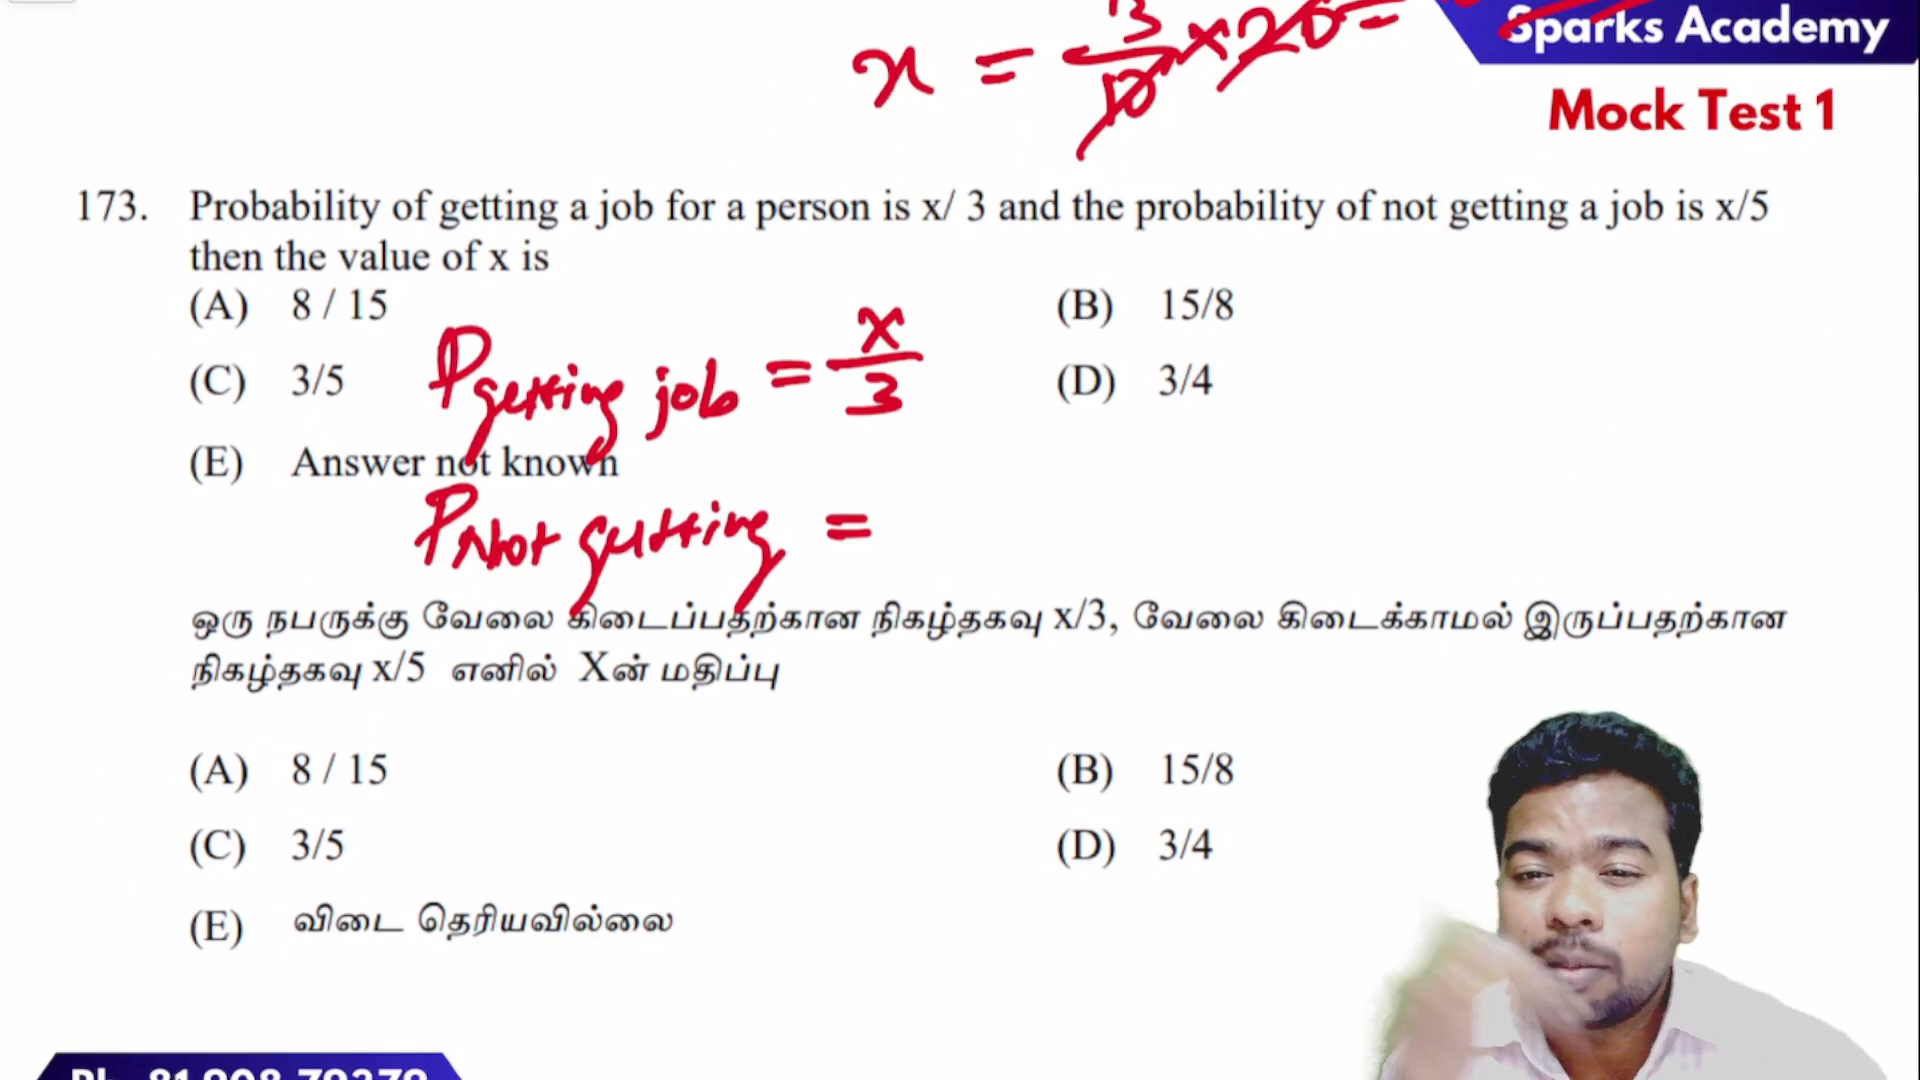 x = 3/10 × 20 =
Sparks Academy
Mock Test 1
173. Probability of getting a job for a person is x/ 3 and the probability of not getting a job is x/5
then the value of x is
(A) 8 / 15 (B) 15/8
(C) 3/5 (D) 3/4
P getting job = x/3
(E) Answer not known
P Not getting =
ஒரு நபருக்கு வேலை கிடைப்பதற்கான நிகழ்தகவு x/3, வேலை கிடைக்காமல் இருப்பதற்கான
நிகழ்தகவு x/5 எனில் Xன் மதிப்பு
(A) 8 / 15 (B) 15/8
(C) 3/5 (D) 3/4
(E) விடை தெரியவில்லை